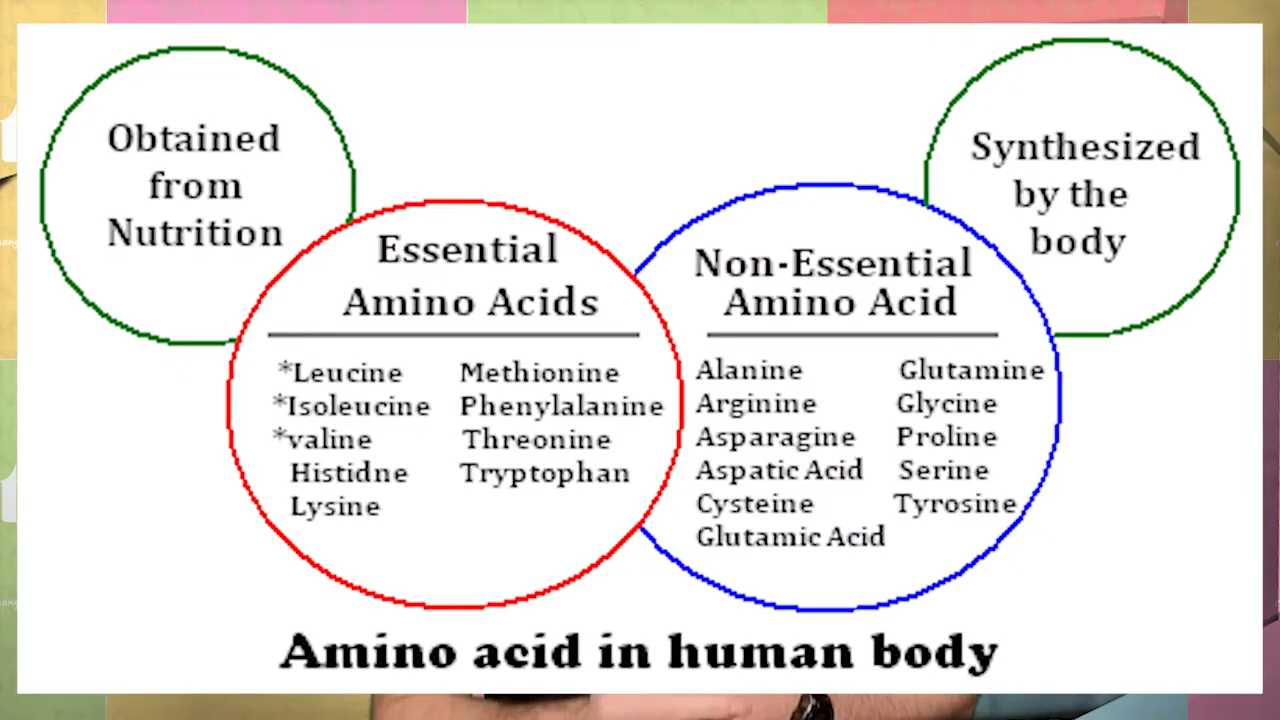 Obtained
from
Nutrition
Synthesized
by the
body
Essential
Amino Acids
*Leucine
*Isoleucine
*valine
Histidne
Lysine
Methionine
Phenylalanine
Threonine
Tryptophan
Non-Essential
Amino Acid
Alanine
Arginine
Asparagine
Aspatic Acid
Cysteine
Glutamic Acid
Glutamine
Glycine
Proline
Serine
Tyrosine
Amino acid in human body